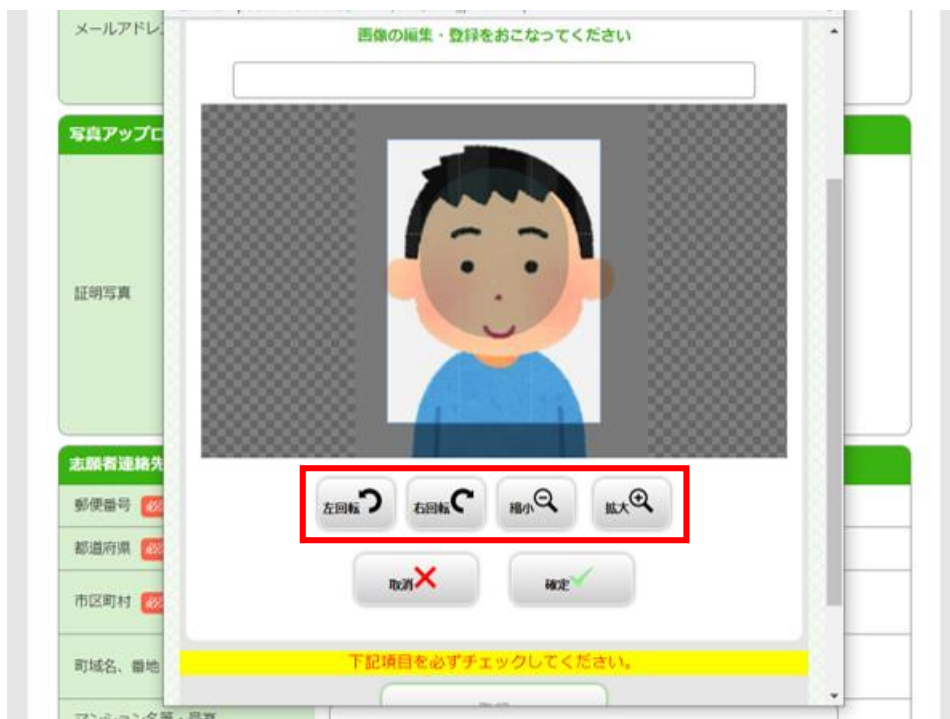 メールアドレ
画像の編集・登録をおこなってください
写真アップロ
証明写真
左回転
右回転
縮小
拡大
取消
確定
志願者連絡先
郵便番号
都道府県
市区町村
町域名、番地
下記項目を必ずチェックしてください。